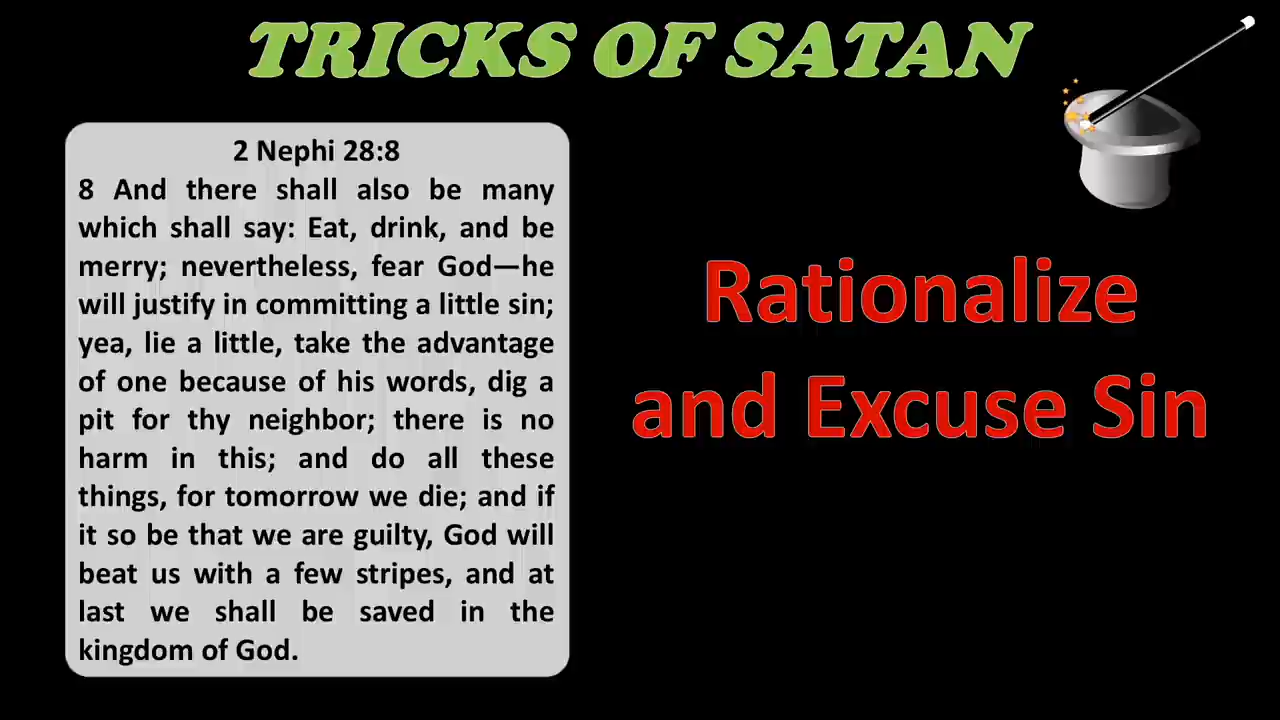 TRICKS OF SATAN
2 Nephi 28:8
8 And there shall also be many
which shall say: Eat, drink, and be
merry; nevertheless, fear God—he
will justify in committing a little sin;
yea, lie a little, take the advantage
of one because of his words, dig a
pit for thy neighbor; there is no
harm in this; and do all these
things, for tomorrow we die; and if
it so be that we are guilty, God will
beat us with a few stripes, and at
last we shall be saved in the
kingdom of God.
Rationalize
and Excuse Sin